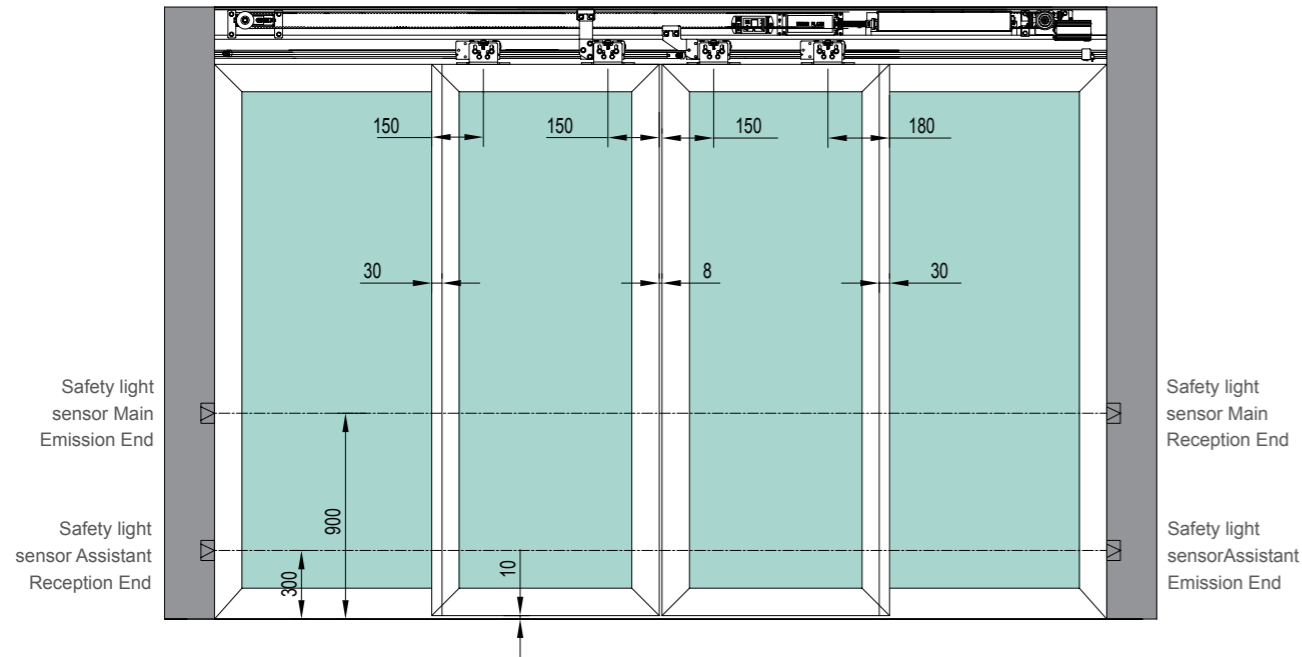 150
150
150
180
30
8
30
Safety light
sensor Main
Emission End
Safety light
sensor Main
Reception End
900
Safety light
sensor Assistant
Reception End
300
10
Safety light
sensorAssistant
Emission End